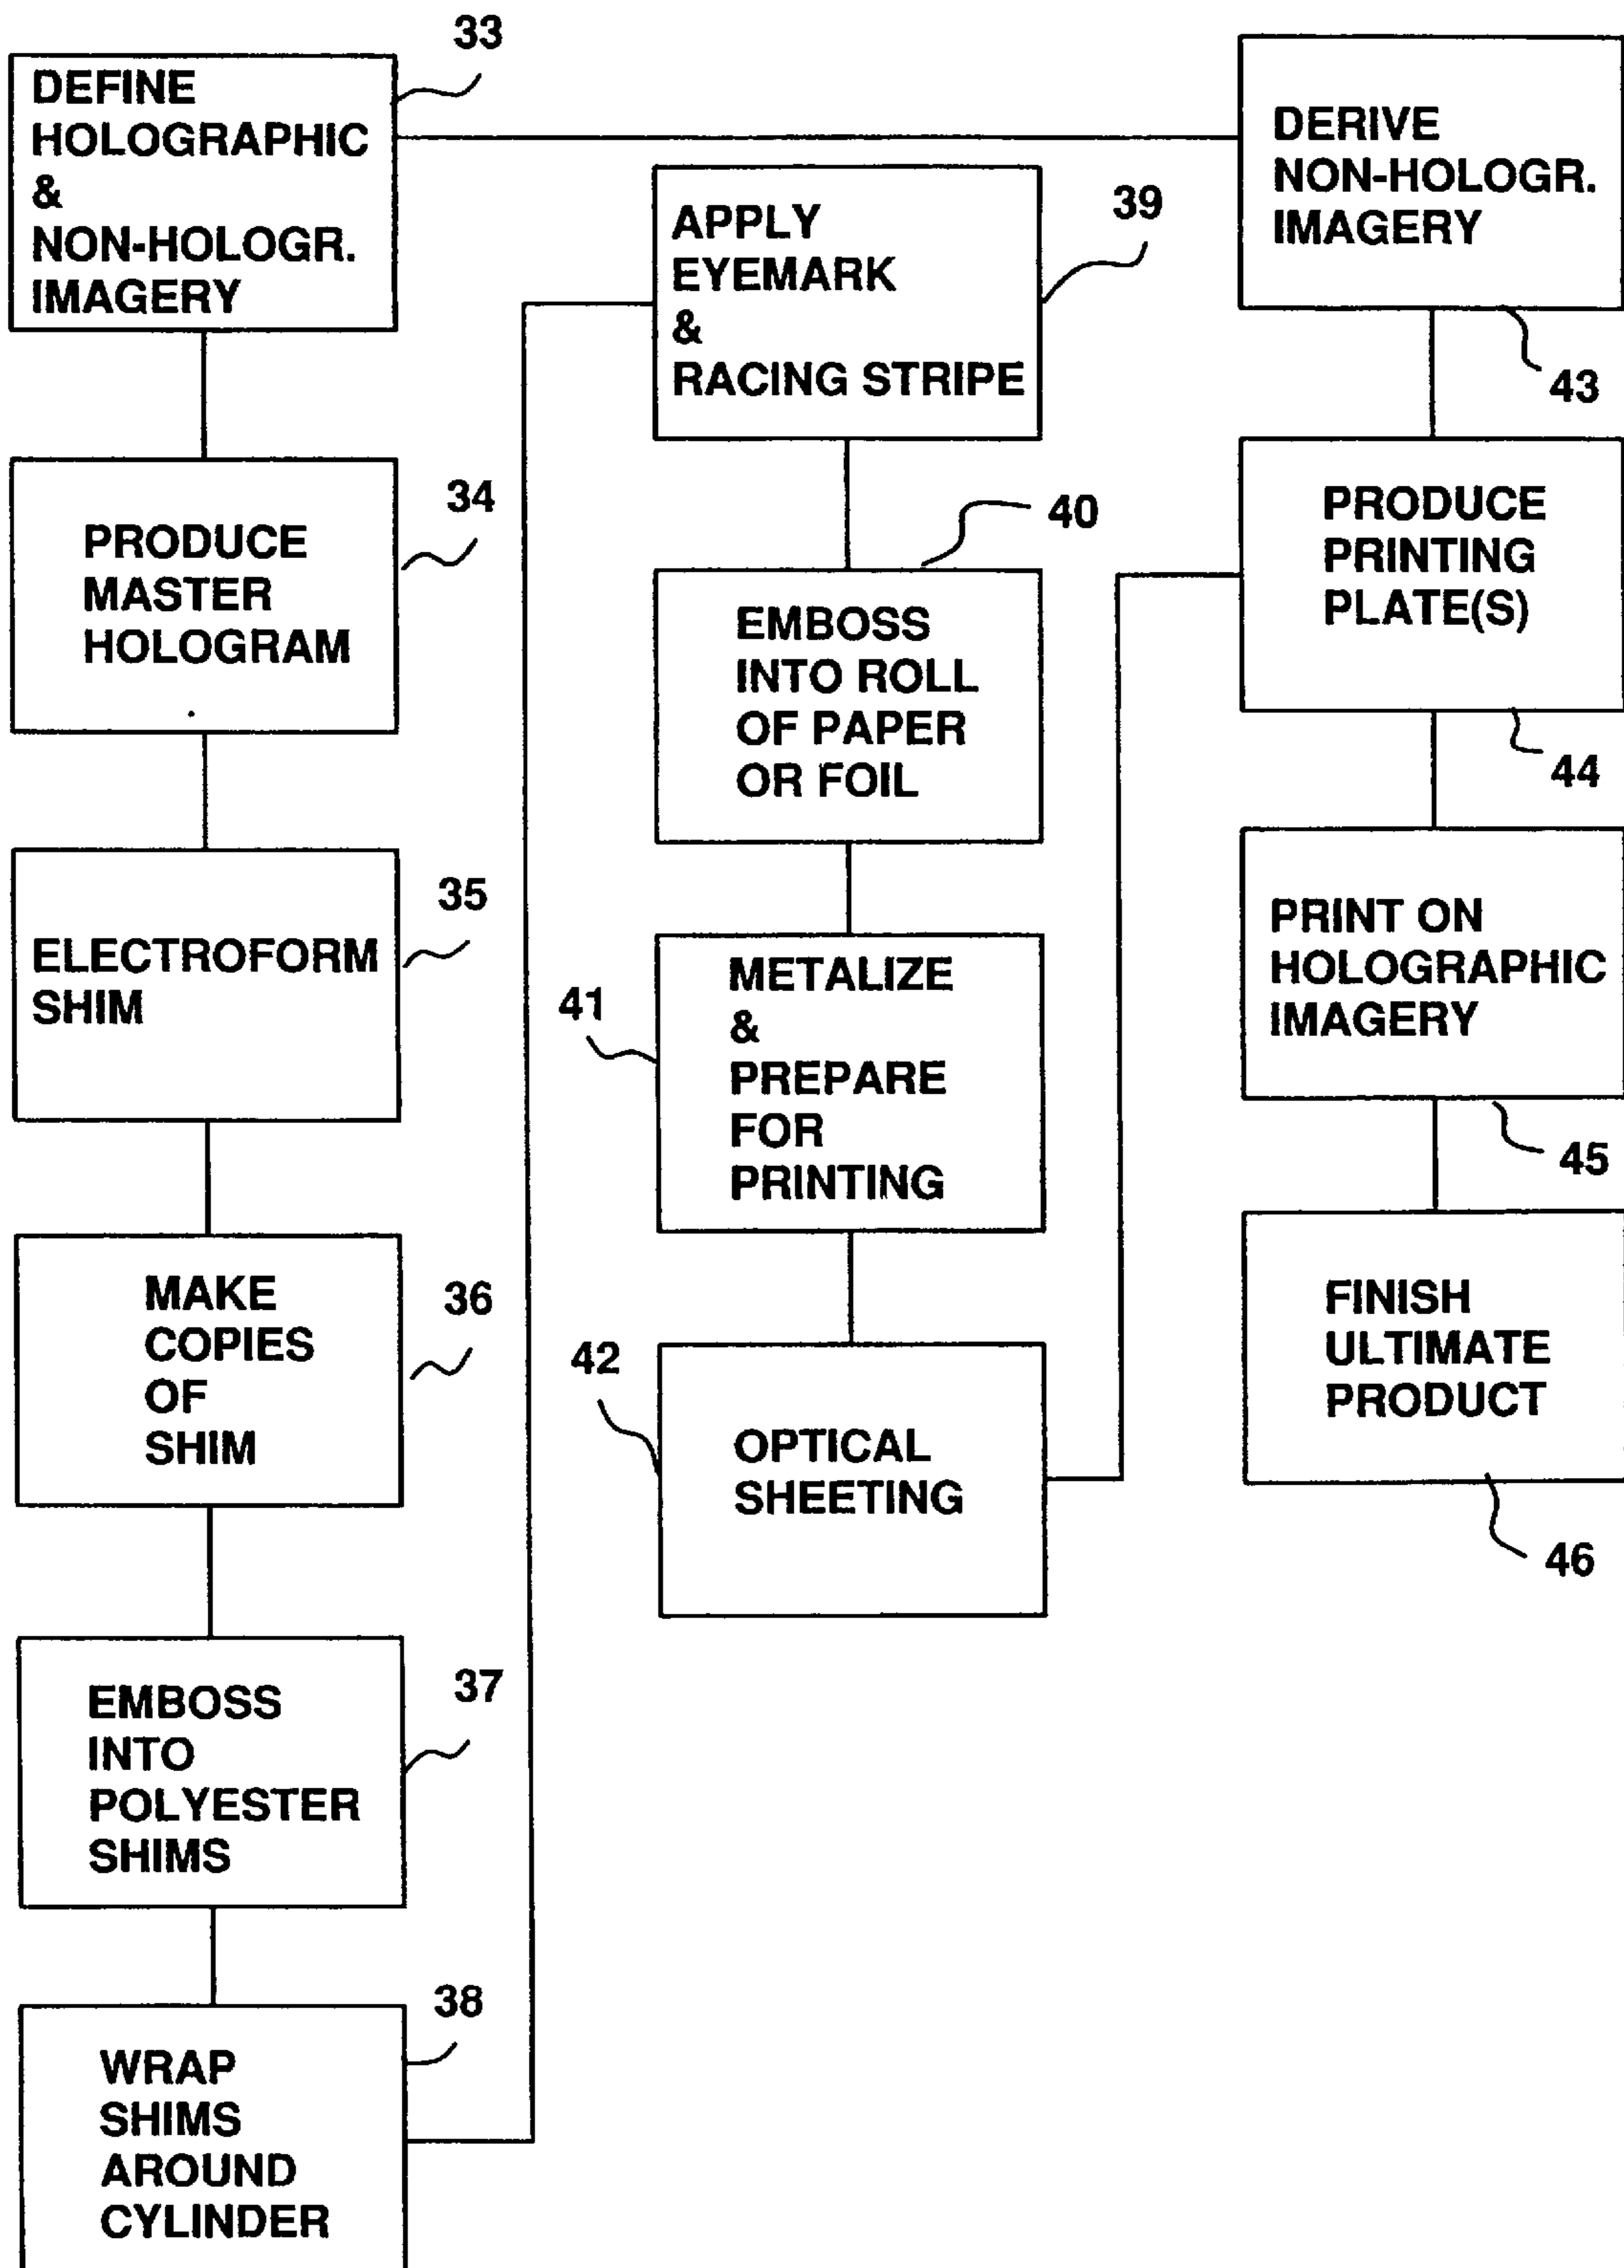 33
DEFINE
HOLOGRAPHIC
&
NON-HOLOGR.
IMAGERY
34
PRODUCE
MASTER
HOLOGRAM
35
ELECTROFORM
SHIM
36
MAKE
COPIES
OF
SHIM
37
EMBOSS
INTO
POLYESTER
SHIMS
38
WRAP
SHIMS
AROUND
CYLINDER
39
APPLY
EYEMARK
&
RACING STRIPE
40
EMBOSS
INTO ROLL
OF PAPER
OR FOIL
41
METALIZE
&
PREPARE
FOR
PRINTING
42
OPTICAL
SHEETING
DERIVE
NON-HOLOGR.
IMAGERY
43
PRODUCE
PRINTING
PLATE(S)
44
PRINT ON
HOLOGRAPHIC
IMAGERY
45
FINISH
ULTIMATE
PRODUCT
46